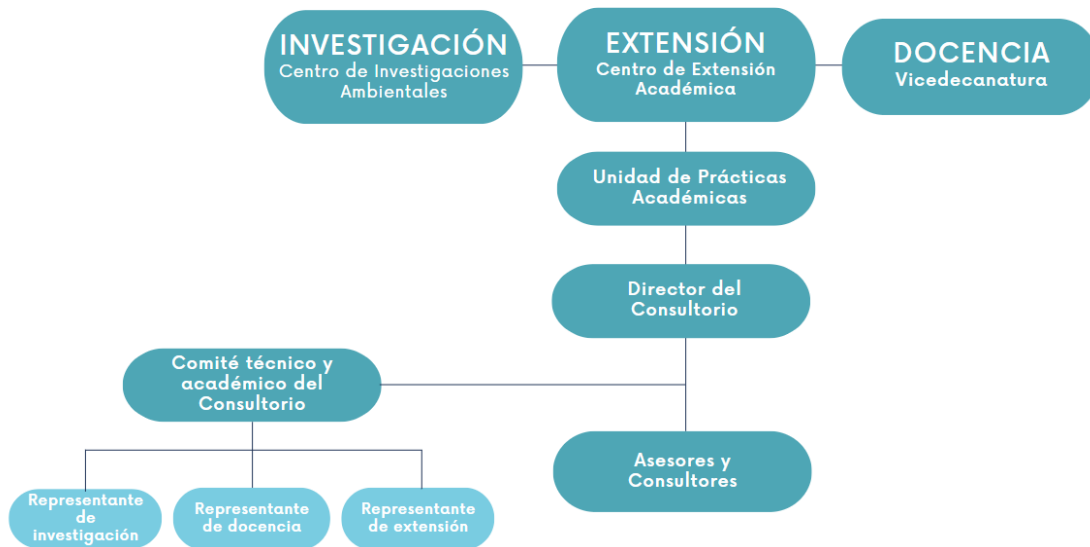 INVESTIGACIÓN
Centro de Investigaciones
Ambientales
EXTENSIÓN
Centro de Extensión
Académica
DOCENCIA
Vicedecanatura
Unidad de Prácticas
Académicas
Director del
Consultorio
Comité técnico y
académico del
Consultorio
Asesores y
Consultores
Representante
de
investigación
Representante
de docencia
Representante
de extensión